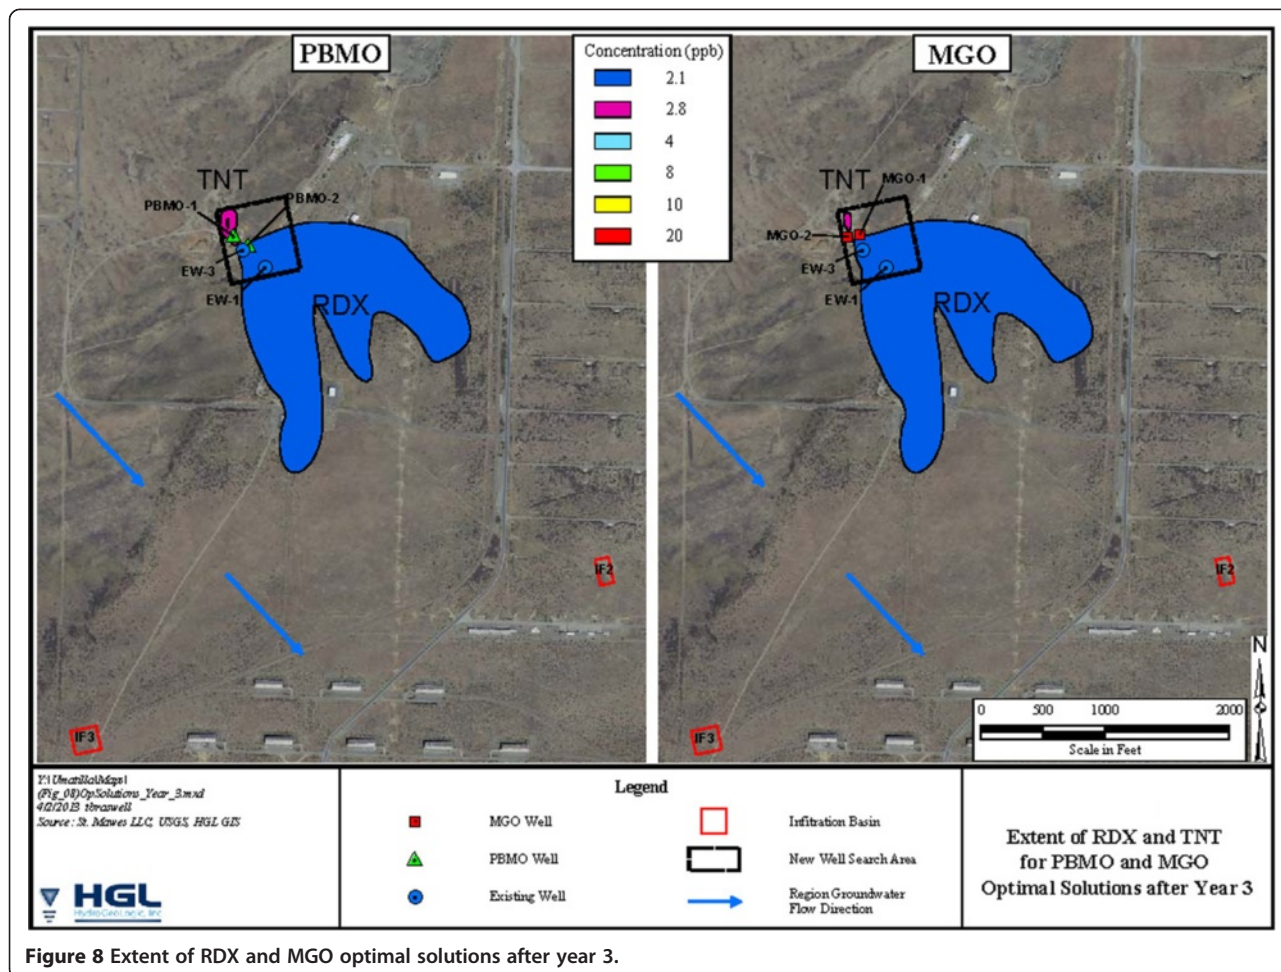 PBMO
Concentration (ppb)
2.1
2.8
4
8
10
20
MGO
TNT
PBMO-1
PBMO-2
EW-3
EW-1
RDX
IF2
IF3
TNT
MGO-1
MGO-2
EW-3
EW-1
RDX
IF2
IF3
N
0 500 1000 2000
Scale in Feet
Y:\Umatilla\Maps\
(Fig_08)OpSolutions_Year_3.mxd
4/2/2013 tbraswell
Source: St. Mawes LLC, USGS, HGL GIS
HGL
HydroGeoLogic, Inc
Legend
MGO Well
PBMO Well
Existing Well
Infitration Basin
New Well Search Area
Region Groundwater
Flow Direction
Extent of RDX and TNT
for PBMO and MGO
Optimal Solutions after Year 3
Figure 8 Extent of RDX and MGO optimal solutions after year 3.